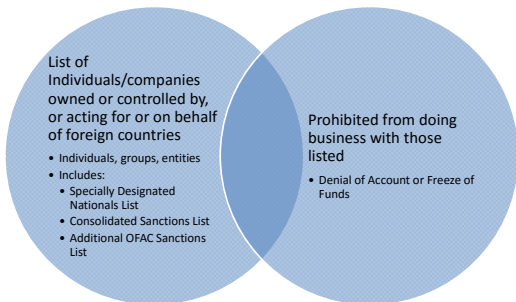 List of
Individuals/companies
owned or controlled by,
or acting for or on behalf
of foreign countries
• Individuals, groups, entities
• Includes:
• Specially Designated
Nationals List
• Consolidated Sanctions List
• Additional OFAC Sanctions
List
Prohibited from doing
business with those
listed
• Denial of Account or Freeze of
Funds